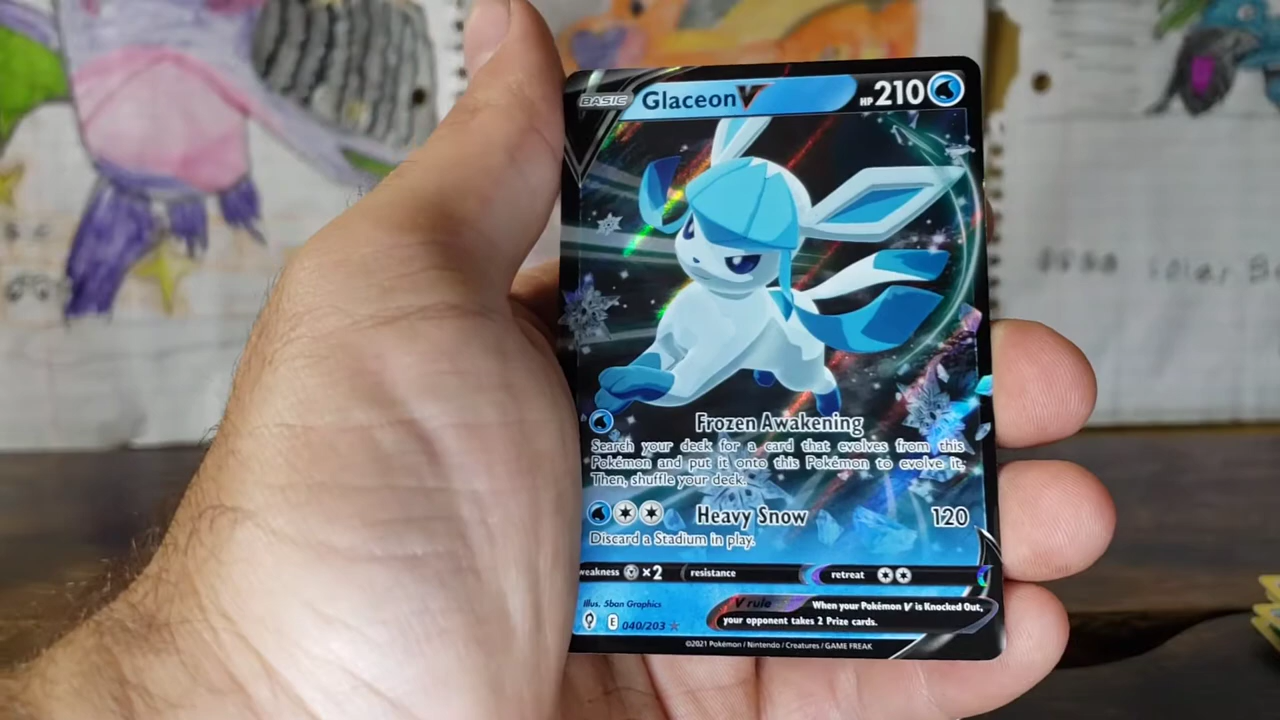 BASIC Glaceon V HP 210
Frozen Awakening
Search your deck for a card that evolves from this
Pokémon and put it onto this Pokémon to evolve it.
Then, shuffle your deck.
Heavy Snow 120
Discard a Stadium in play.
weakness ×2 resistance retreat
Illus. 5ban Graphics
V rule When your Pokémon V is Knocked Out,
your opponent takes 2 Prize cards.
E 040/203
©2021 Pokémon / Nintendo / Creatures / GAME FREAK